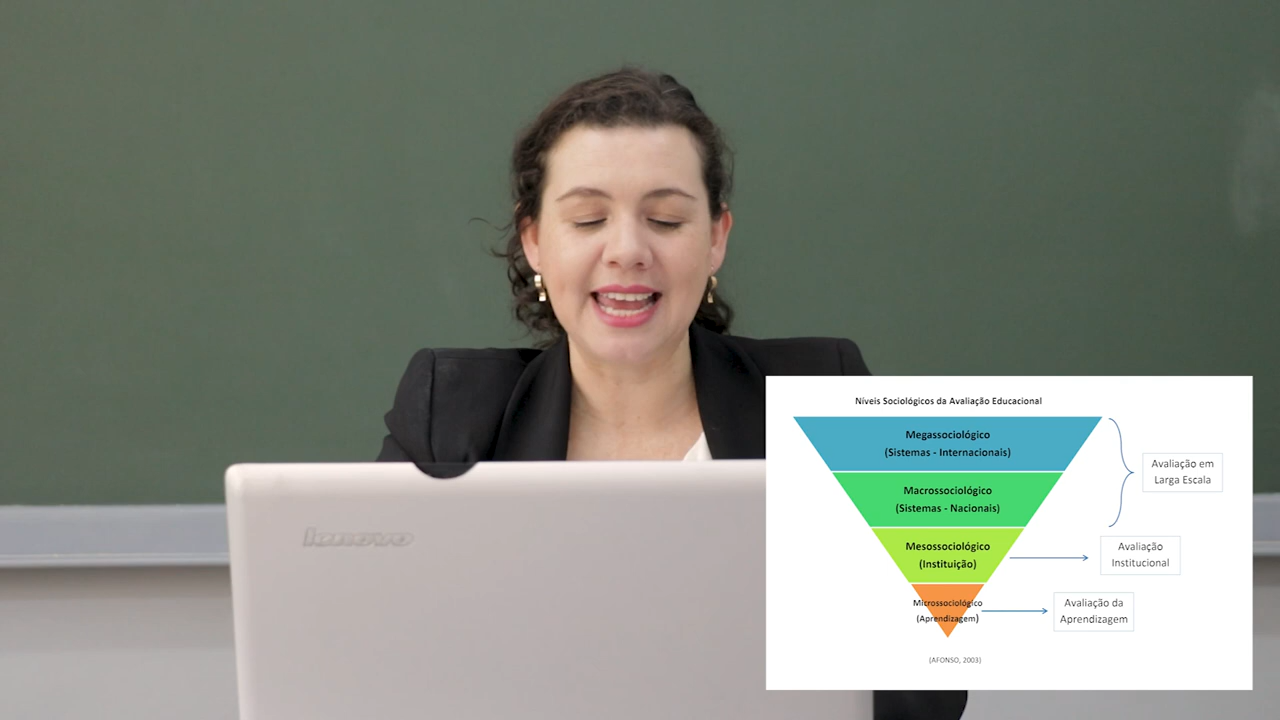 lenovo
Níveis Sociológicos da Avaliação Educacional
Megassociológico
(Sistemas - Internacionais)
Avaliação em
Larga Escala
Macrossociológico
(Sistemas - Nacionais)
Mesossociológico
(Instituição)
Avaliação
Institucional
Microssociológico
(Aprendizagem)
Avaliação da
Aprendizagem
(AFONSO, 2003)